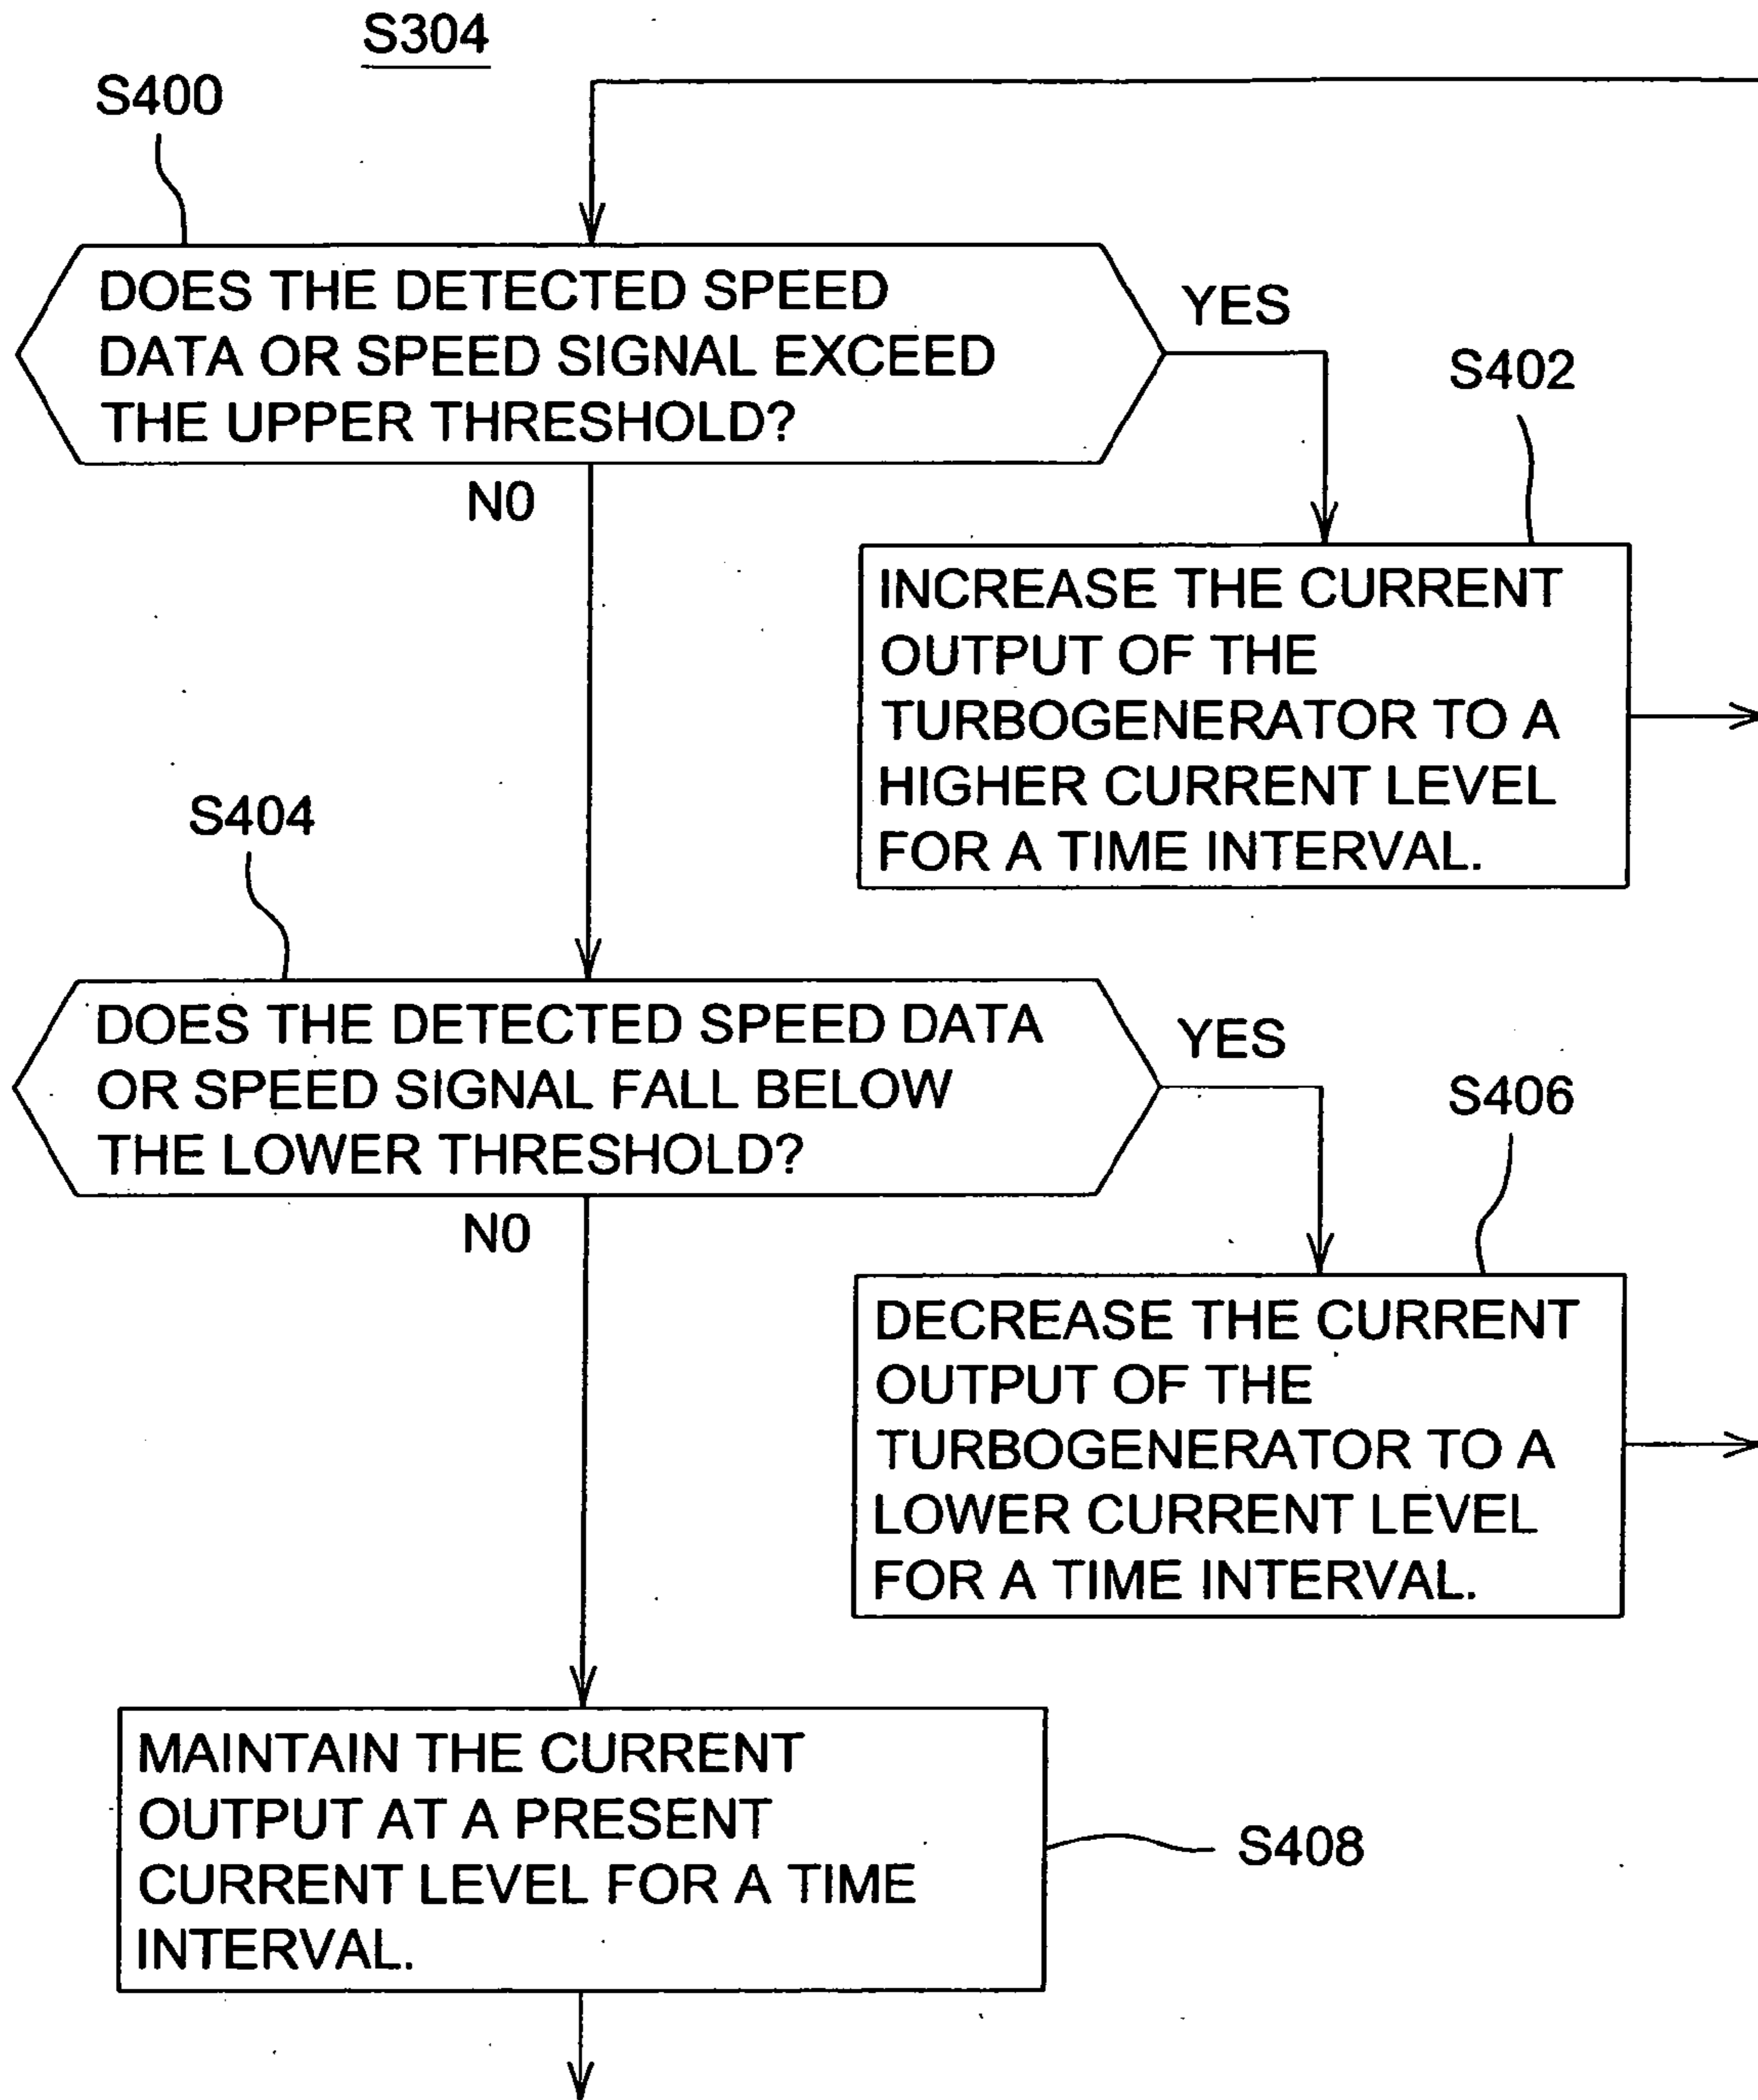 S304
S400
DOES THE DETECTED SPEED
DATA OR SPEED SIGNAL EXCEED
THE UPPER THRESHOLD?
YES
S402
N0
INCREASE THE CURRENT
OUTPUT OF THE
TURBOGENERATOR TO A
HIGHER CURRENT LEVEL
FOR A TIME INTERVAL.
S404
DOES THE DETECTED SPEED DATA
OR SPEED SIGNAL FALL BELOW
THE LOWER THRESHOLD?
YES
S406
N0
DECREASE THE CURRENT
OUTPUT OF THE
TURBOGENERATOR TO A
LOWER CURRENT LEVEL
FOR A TIME INTERVAL.
MAINTAIN THE CURRENT
OUTPUT AT A PRESENT
CURRENT LEVEL FOR A TIME
INTERVAL.
S408